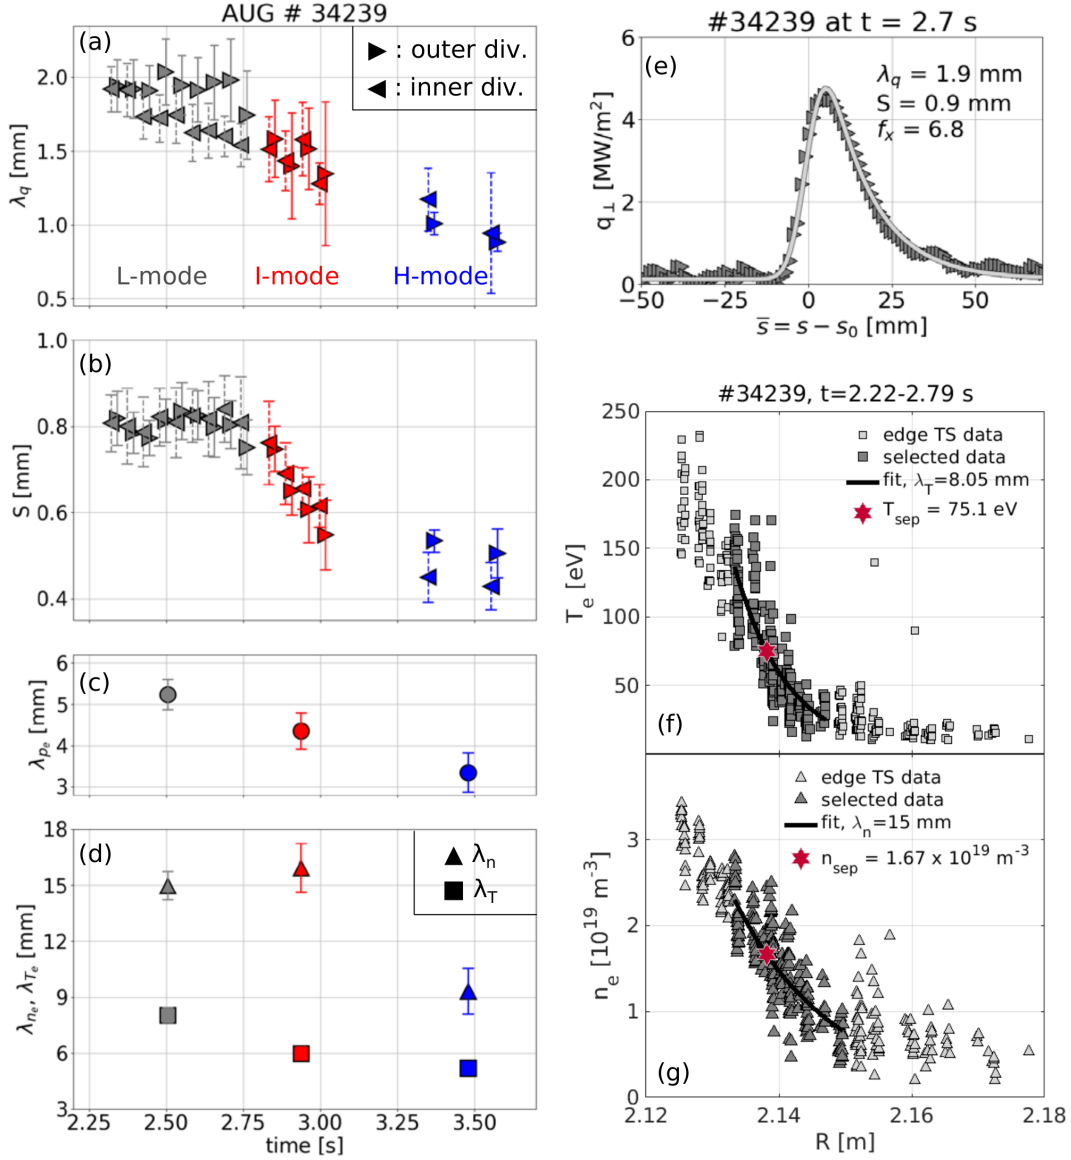 AUG # 34239
(a)
▶ : outer div.
◀ : inner div.
2.0
1.5
1.0
0.5
λq [mm]
L-mode
I-mode
H-mode
(b)
1.0
0.8
0.6
0.4
S [mm]
(c)
6
5
4
3
λpe [mm]
(d)
▲ λn
■ λT
18
15
12
9
6
3
λne, λTe [mm]
2.25 2.50 2.75 3.00 3.25 3.50
time [s]
#34239 at t = 2.7 s
(e)
λq = 1.9 mm
S = 0.9 mm
fx = 6.8
6
4
2
0
q⊥ [MW/m²]
−50 −25 0 25 50
s̅ = s − s0 [mm]
#34239, t=2.22-2.79 s
edge TS data
selected data
fit, λT=8.05 mm
Tsep = 75.1 eV
250
200
150
100
50
Te [eV]
(f)
edge TS data
selected data
fit, λn=15 mm
nsep = 1.67 x 10¹⁹ m⁻³
3
2
1
0
ne [10¹⁹ m⁻³]
(g)
2.12 2.14 2.16 2.18
R [m]